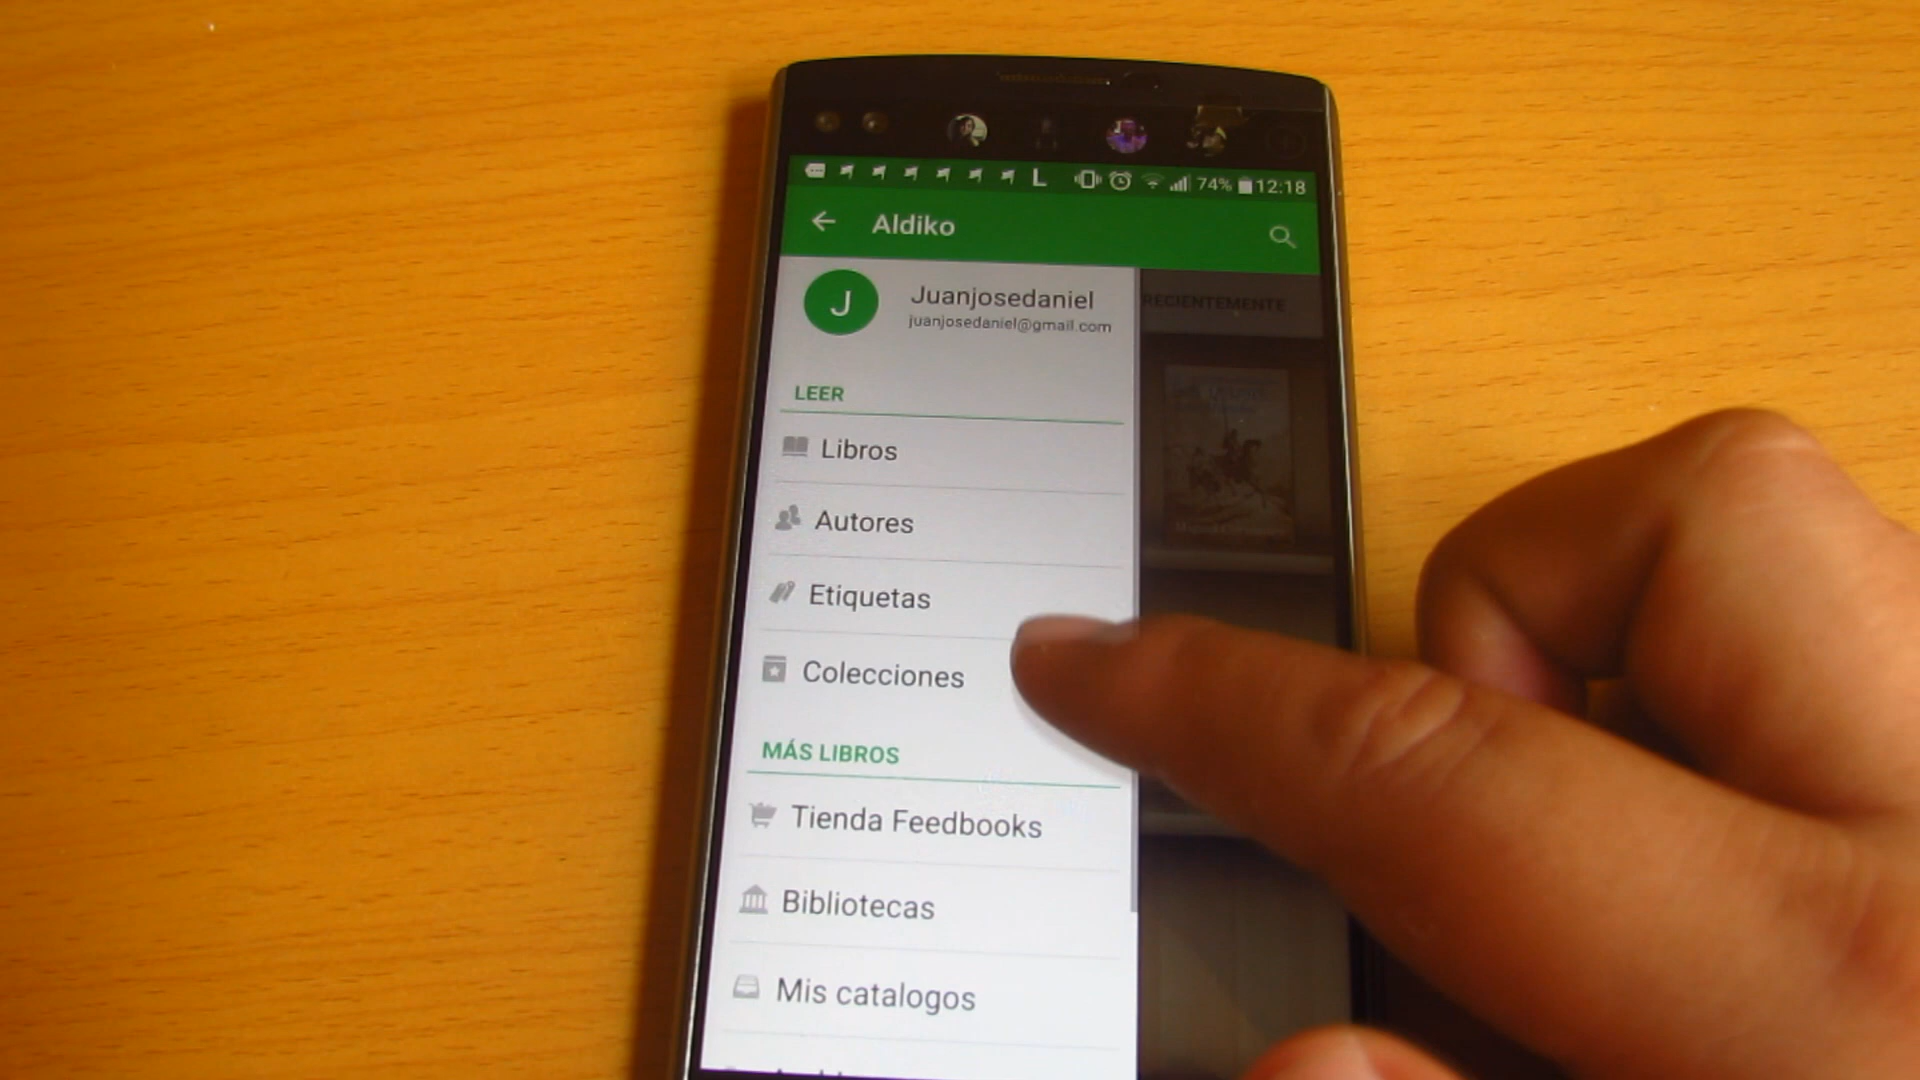 L 74% 12:18
Aldiko
J
Juanjosedaniel
juanjosedaniel@gmail.com
RECIENTEMENTE
LEER
Libros
Autores
Etiquetas
Colecciones
MÁS LIBROS
Tienda Feedbooks
Bibliotecas
Mis catalogos